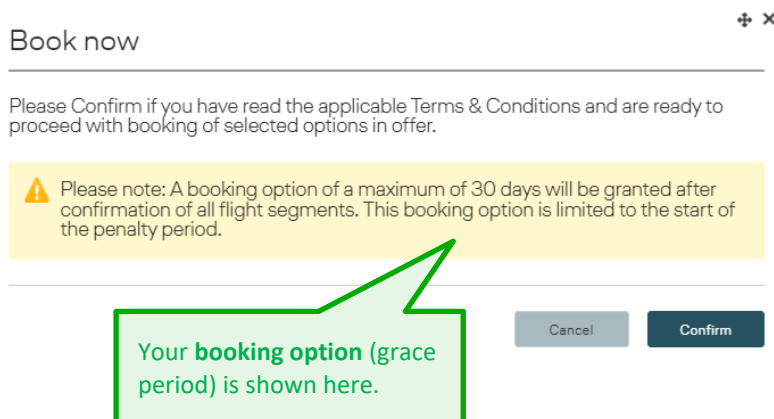 Book now
Please Confirm if you have read the applicable Terms & Conditions and are ready to
proceed with booking of selected options in offer.
Please note: A booking option of a maximum of 30 days will be granted after
confirmation of all flight segments. This booking option is limited to the start of
the penalty period.
Cancel
Confirm
Your booking option (grace
period) is shown here.